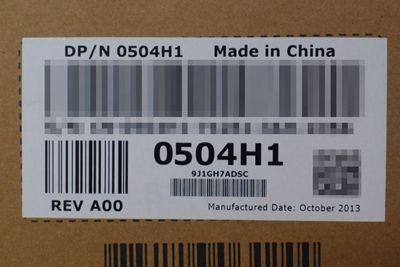 DP/N 0504H1 Made in China
0504H1
9J1GH7ADSC
REV A00
Manufactured Date: October 2013